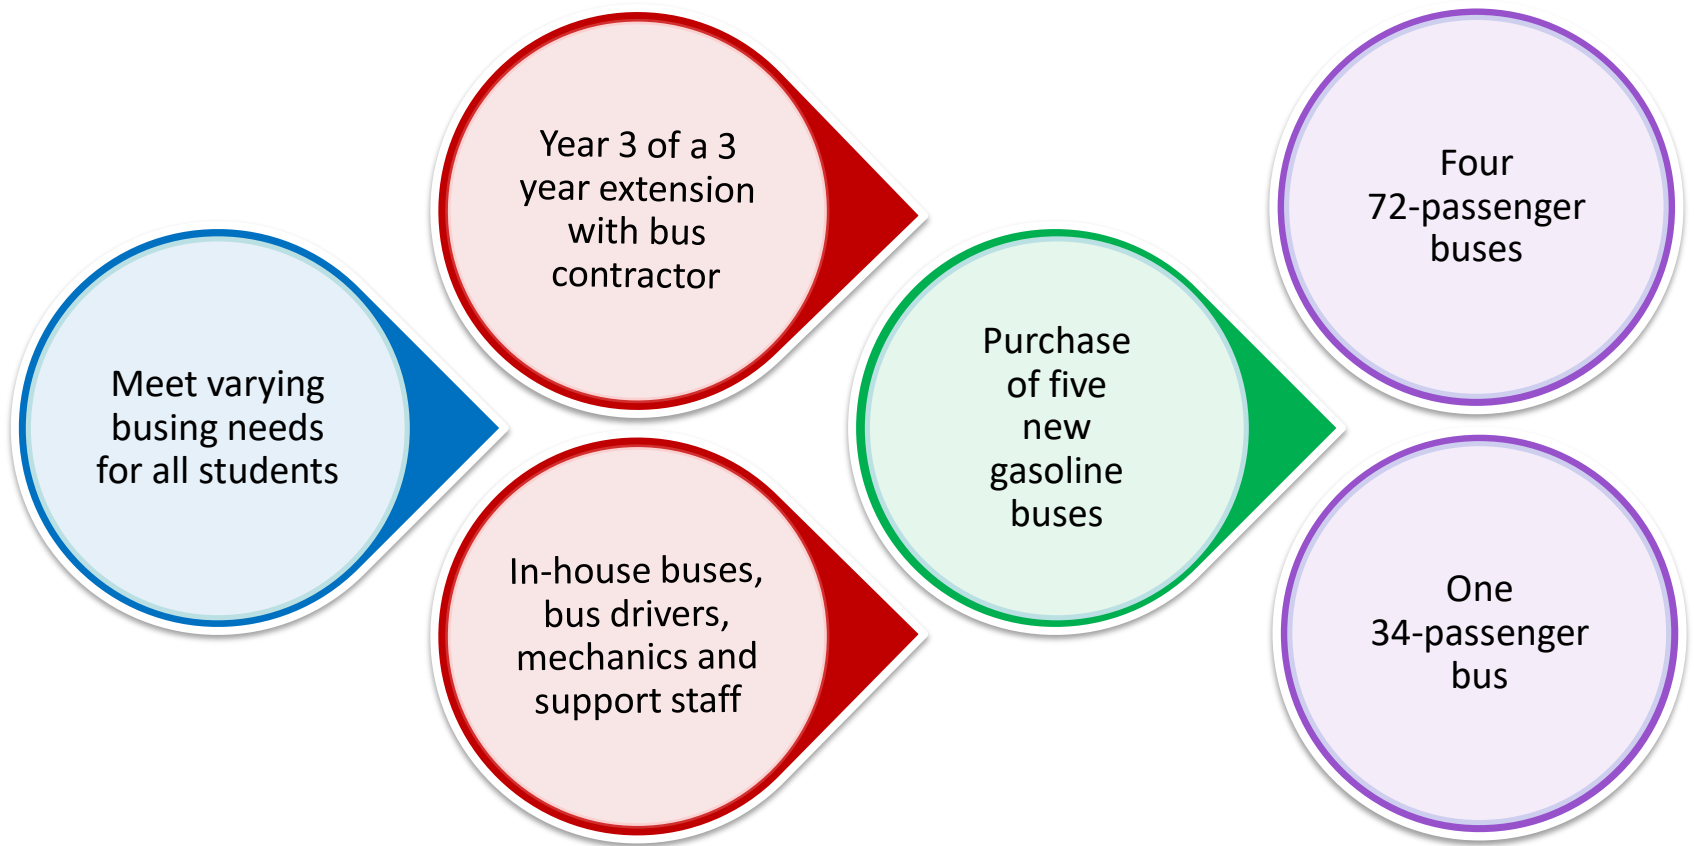 Meet varying
busing needs
for all students
Year 3 of a 3
year extension
with bus
contractor
In-house buses,
bus drivers,
mechanics and
support staff
Purchase
of five
new
gasoline
buses
Four
72-passenger
buses
One
34-passenger
bus